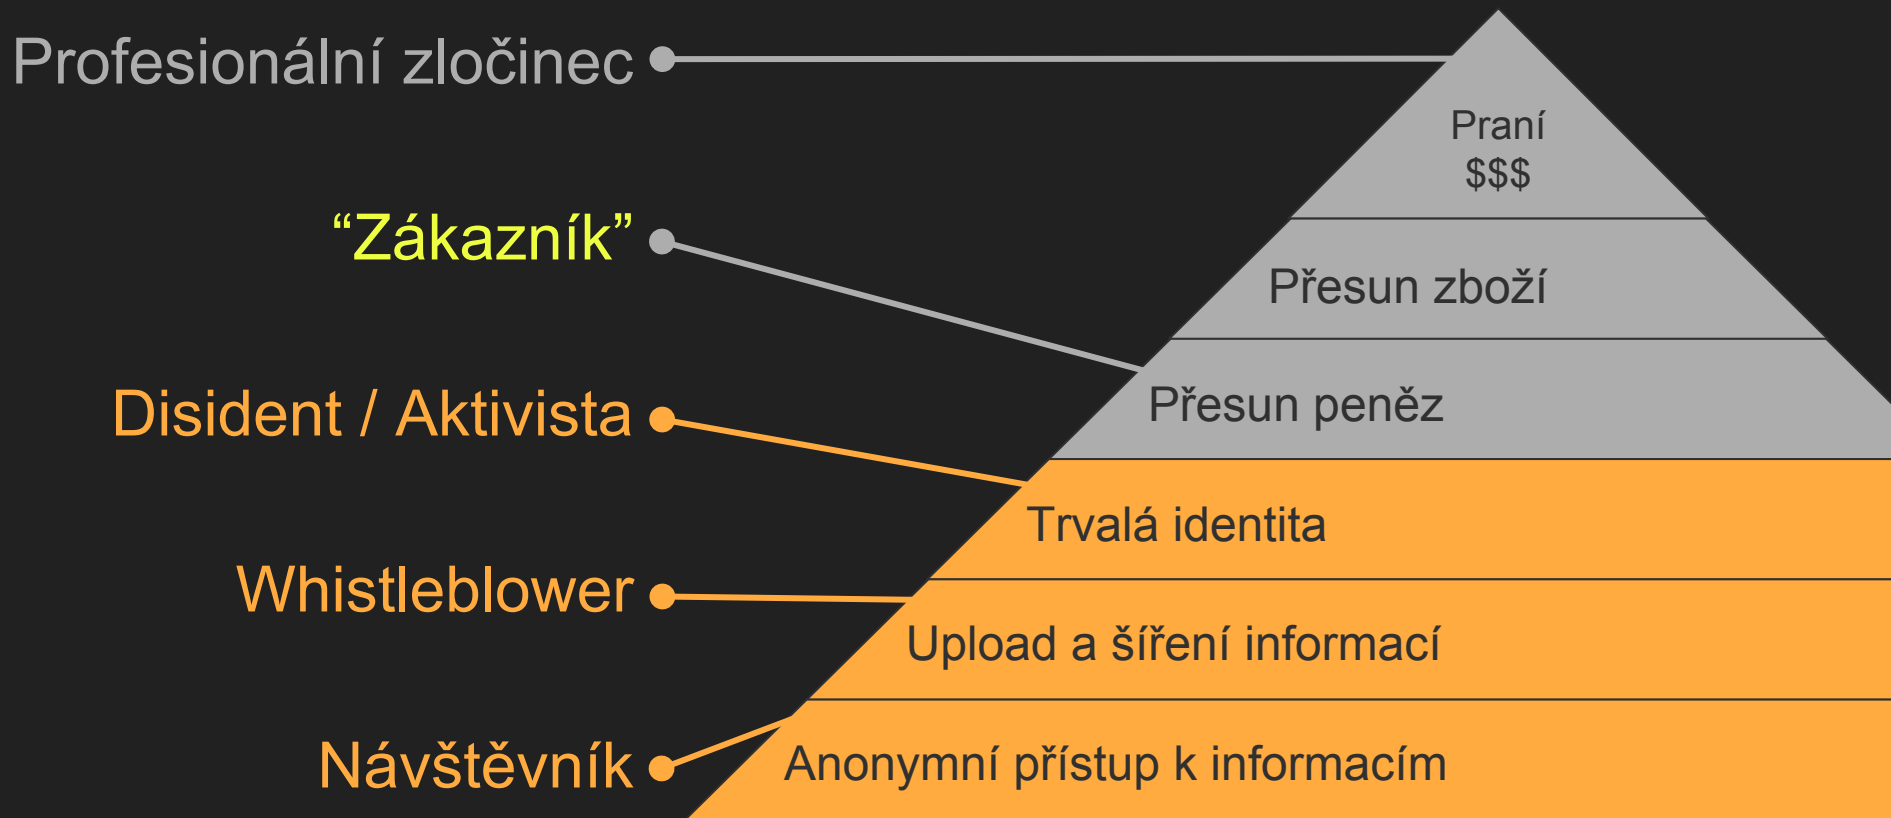 Profesionální zločinec
Praní
$$$
“Zákazník”
Přesun zboží
Přesun peněz
Disident / Aktivista
Trvalá identita
Whistleblower
Upload a šíření informací
Návštěvník
Anonymní přístup k informacím